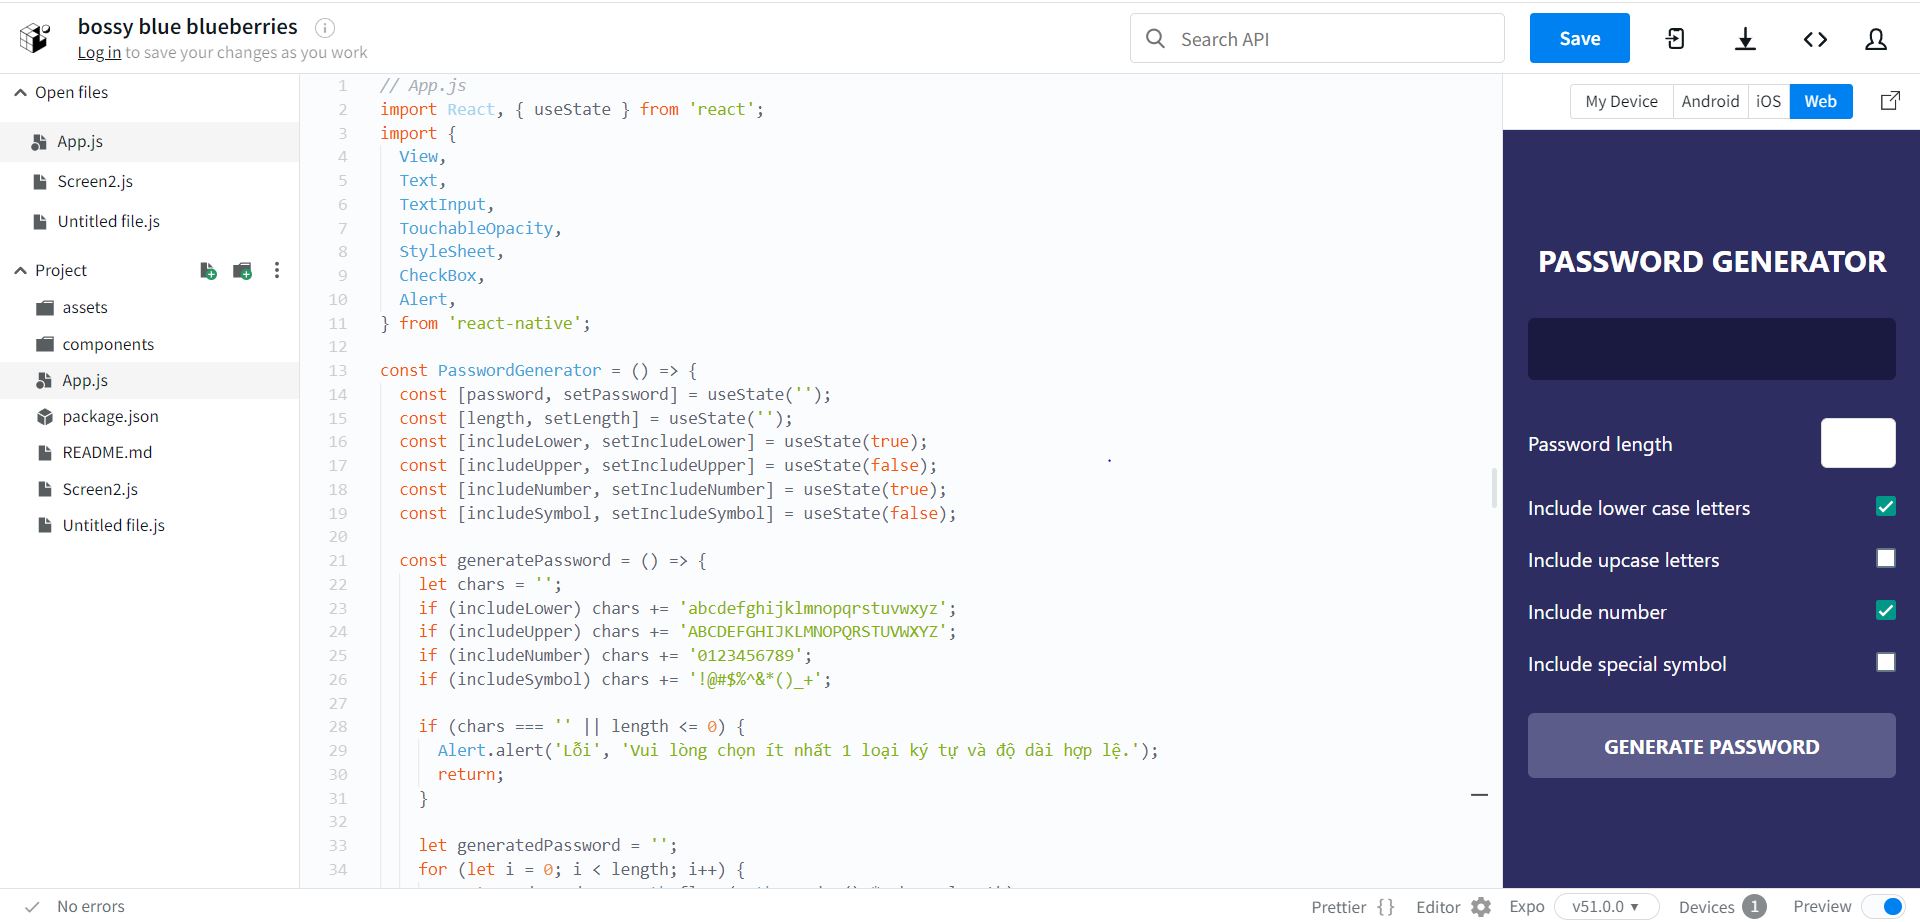 bossy blue blueberries
Log in to save your changes as you work
Search API
Save
Open files
App.js
Screen2.js
Untitled file.js
Project
assets
components
App.js
package.json
README.md
Screen2.js
Untitled file.js
1 // App.js
2 import React, { useState } from 'react';
3 import {
4 View,
5 Text,
6 TextInput,
7 TouchableOpacity,
8 StyleSheet,
9 CheckBox,
10 Alert,
11 } from 'react-native';
12
13 const PasswordGenerator = () => {
14 const [password, setPassword] = useState('');
15 const [length, setLength] = useState('');
16 const [includeLower, setIncludeLower] = useState(true);
17 const [includeUpper, setIncludeUpper] = useState(false);
18 const [includeNumber, setIncludeNumber] = useState(true);
19 const [includeSymbol, setIncludeSymbol] = useState(false);
20
21 const generatePassword = () => {
22 let chars = '';
23 if (includeLower) chars += 'abcdefghijklmnopqrstuvwxyz';
24 if (includeUpper) chars += 'ABCDEFGHIJKLMNOPQRSTUVWXYZ';
25 if (includeNumber) chars += '0123456789';
26 if (includeSymbol) chars += '!@#$%^&*()_+';
27
28 if (chars === '' || length <= 0) {
29 Alert.alert('Lỗi', 'Vui lòng chọn ít nhất 1 loại ký tự và độ dài hợp lệ.');
30 return;
31 }
32
33 let generatedPassword = '';
34 for (let i = 0; i < length; i++) {
My Device Android iOS Web
PASSWORD GENERATOR
Password length
Include lower case letters
Include upcase letters
Include number
Include special symbol
GENERATE PASSWORD
No errors
Prettier { } Editor Expo v51.0.0 Devices 1 Preview